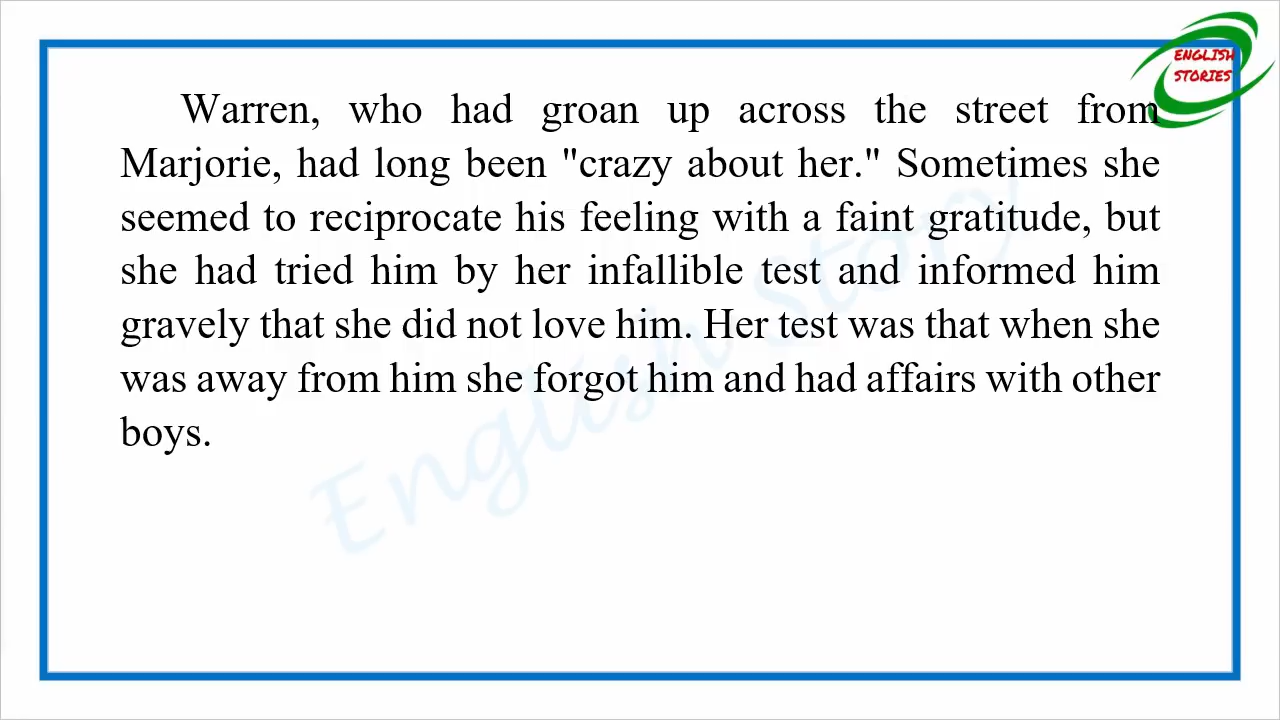 ENGLISH
STORIES
Warren, who had groan up across the street from
Marjorie, had long been "crazy about her." Sometimes she
seemed to reciprocate his feeling with a faint gratitude, but
she had tried him by her infallible test and informed him
gravely that she did not love him. Her test was that when she
was away from him she forgot him and had affairs with other
boys.
English Story